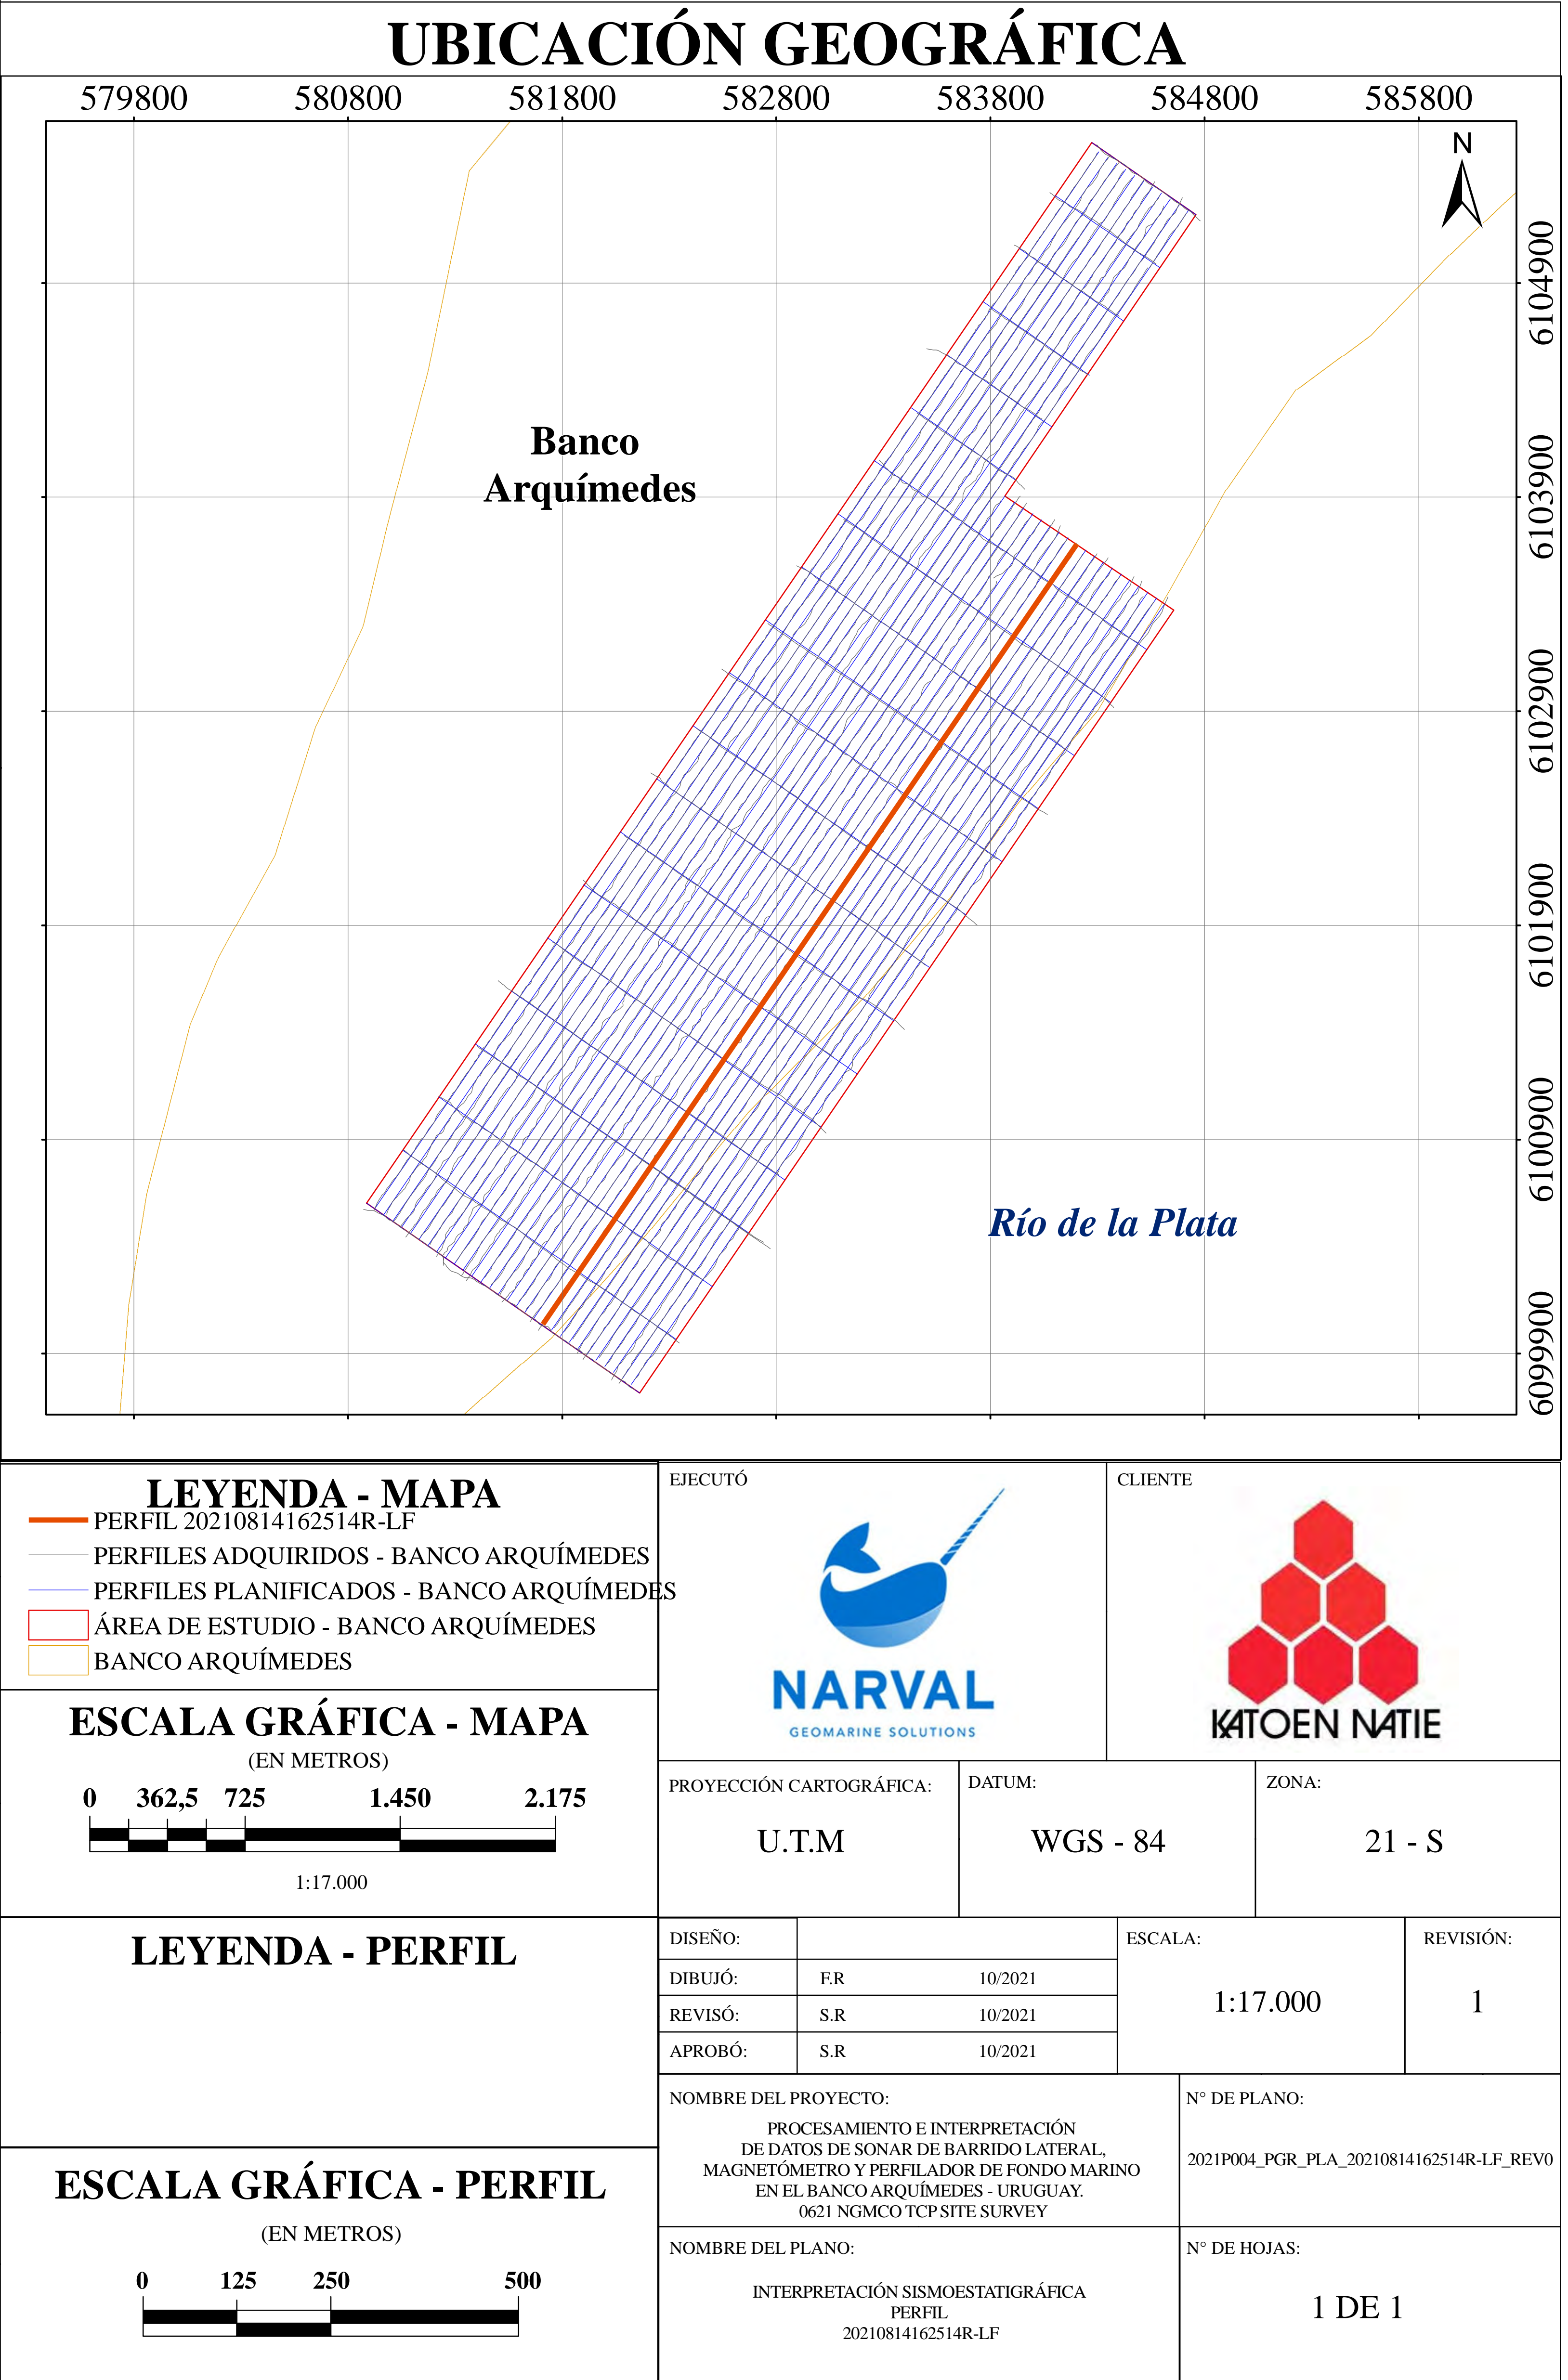 UBICACIÓN GEOGRÁFICA
579800 580800 581800 582800 583800 584800 585800
N
6104900
Banco
Arquímedes
6103900
6102900
6101900
6100900
Río de la Plata
6099900
LEYENDA - MAPA
PERFIL 20210814162514R-LF
PERFILES ADQUIRIDOS - BANCO ARQUÍMEDES
PERFILES PLANIFICADOS - BANCO ARQUÍMEDES
ÁREA DE ESTUDIO - BANCO ARQUÍMEDES
BANCO ARQUÍMEDES
ESCALA GRÁFICA - MAPA
(EN METROS)
0 362,5 725 1.450 2.175
1:17.000
LEYENDA - PERFIL
ESCALA GRÁFICA - PERFIL
(EN METROS)
0 125 250 500
EJECUTÓ
NARVAL
GEOMARINE SOLUTIONS
CLIENTE
KATOEN NATIE
PROYECCIÓN CARTOGRÁFICA:
U.T.M
DATUM:
WGS - 84
ZONA:
21 - S
DISEÑO:
DIBUJÓ: F.R 10/2021
REVISÓ: S.R 10/2021
APROBÓ: S.R 10/2021
ESCALA:
1:17.000
REVISIÓN:
1
NOMBRE DEL PROYECTO:
PROCESAMIENTO E INTERPRETACIÓN
DE DATOS DE SONAR DE BARRIDO LATERAL,
MAGNETÓMETRO Y PERFILADOR DE FONDO MARINO
EN EL BANCO ARQUÍMEDES - URUGUAY.
0621 NGMCO TCP SITE SURVEY
N° DE PLANO:
2021P004_PGR_PLA_20210814162514R-LF_REV0
NOMBRE DEL PLANO:
INTERPRETACIÓN SISMOESTATIGRÁFICA
PERFIL
20210814162514R-LF
N° DE HOJAS:
1 DE 1